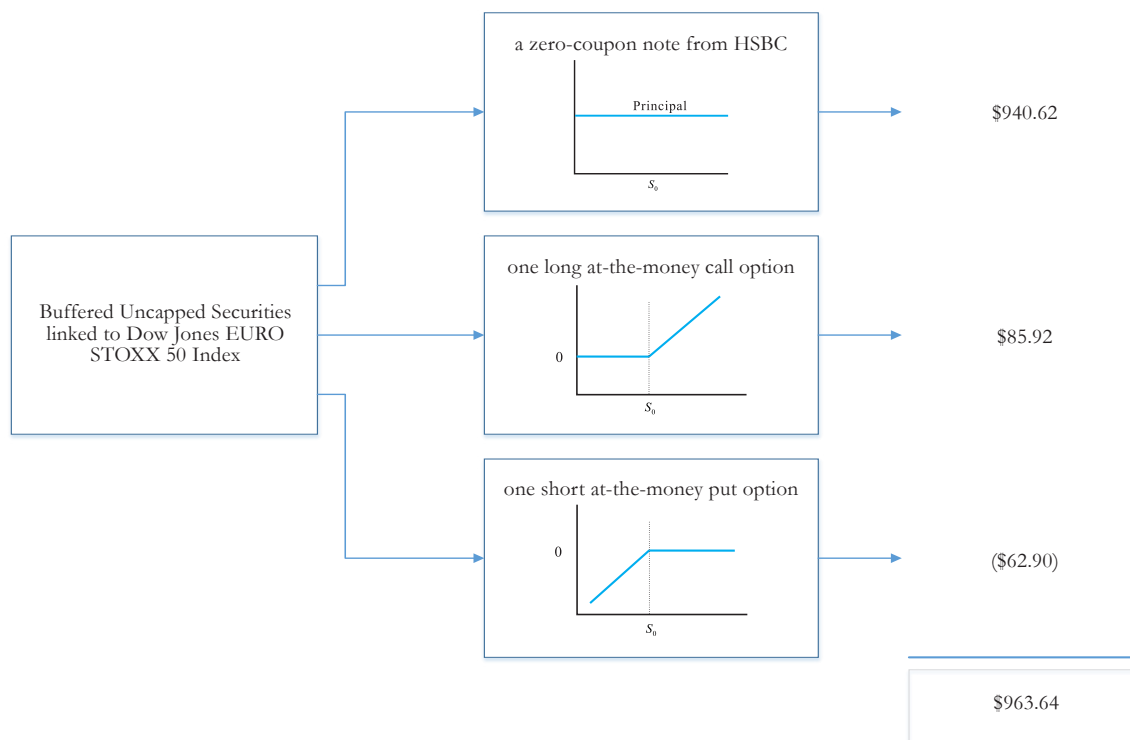 a zero-coupon note from HSBC
Principal
S₀
$940.62
Buffered Uncapped Securities
linked to Dow Jones EURO
STOXX 50 Index
one long at-the-money call option
0
S₀
$85.92
one short at-the-money put option
0
S₀
($62.90)
$963.64